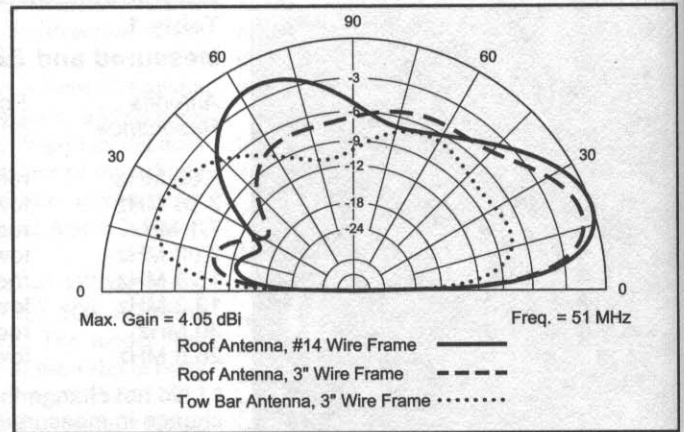 90
60
60
30
30
0
0
-3
-6
-9
-12
-18
-24
Max. Gain = 4.05 dBi
Freq. = 51 MHz
Roof Antenna, #14 Wire Frame
Roof Antenna, 3" Wire Frame
Tow Bar Antenna, 3" Wire Frame